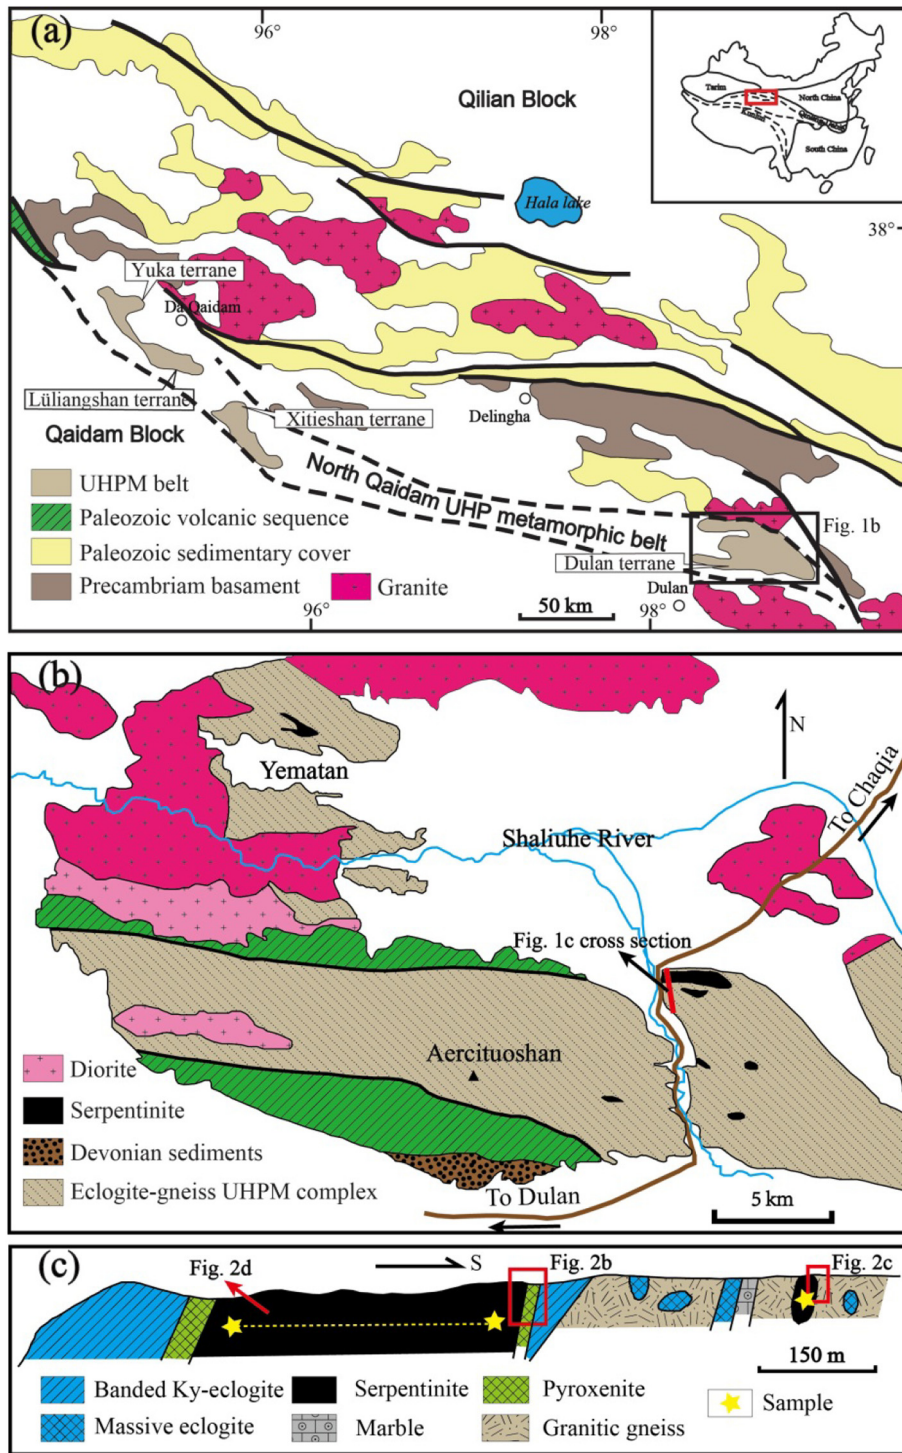 (a)
96°
98°
Qilian Block
Tarim
North China
Kunlun
South China
Hala lake
38°
Yuka terrane
Da Qaidam
Lüliangshan terrane
Xitieshan terrane
Delingha
Qaidam Block
North Qaidam UHP metamorphic belt
UHPM belt
Paleozoic volcanic sequence
Paleozoic sedimentary cover
Precambriam basament
Granite
Fig. 1b
Dulan terrane
Dulan
50 km
96°
98°
(b)
N
Yematan
To Chaqia
Shaliuhe River
Fig. 1c cross section
Aercituoshan
Diorite
Serpentinite
Devonian sediments
Eclogite-gneiss UHPM complex
To Dulan
5 km
(c)
Fig. 2d
S
Fig. 2b
Fig. 2c
150 m
Banded Ky-eclogite
Serpentinite
Pyroxenite
Sample
Massive eclogite
Marble
Granitic gneiss